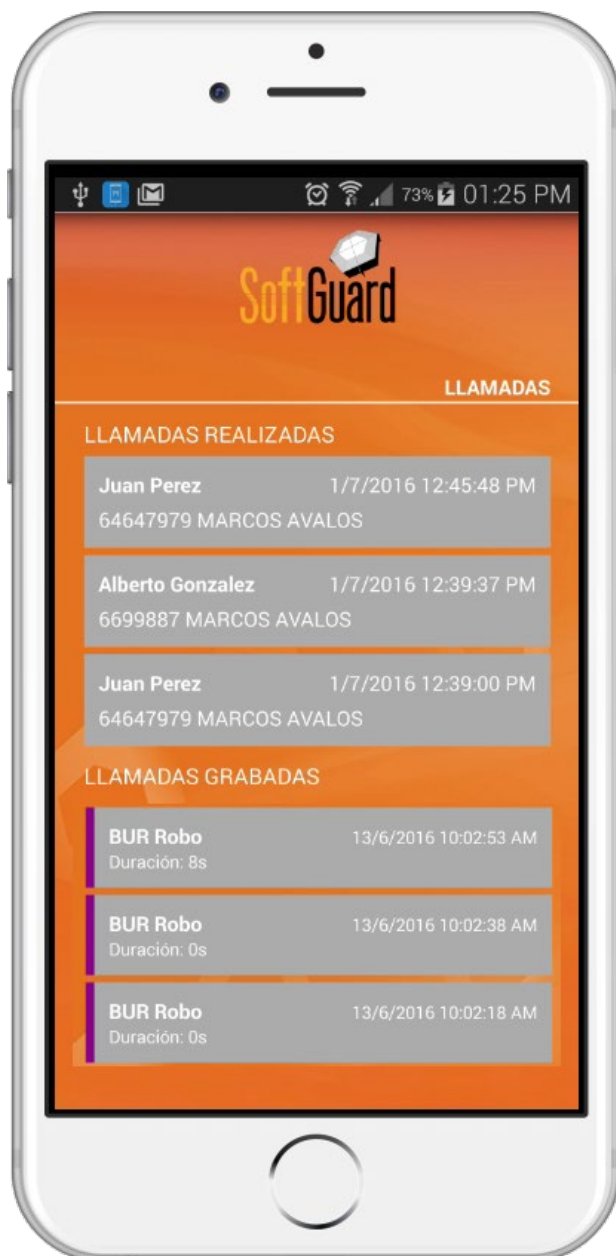 73% 01:25 PM
SoftGuard
LLAMADAS
LLAMADAS REALIZADAS
Juan Perez 1/7/2016 12:45:48 PM
64647979 MARCOS AVALOS
Alberto Gonzalez 1/7/2016 12:39:37 PM
6699887 MARCOS AVALOS
Juan Perez 1/7/2016 12:39:00 PM
64647979 MARCOS AVALOS
LLAMADAS GRABADAS
BUR Robo 13/6/2016 10:02:53 AM
Duración: 8s
BUR Robo 13/6/2016 10:02:38 AM
Duración: 0s
BUR Robo 13/6/2016 10:02:18 AM
Duración: 0s